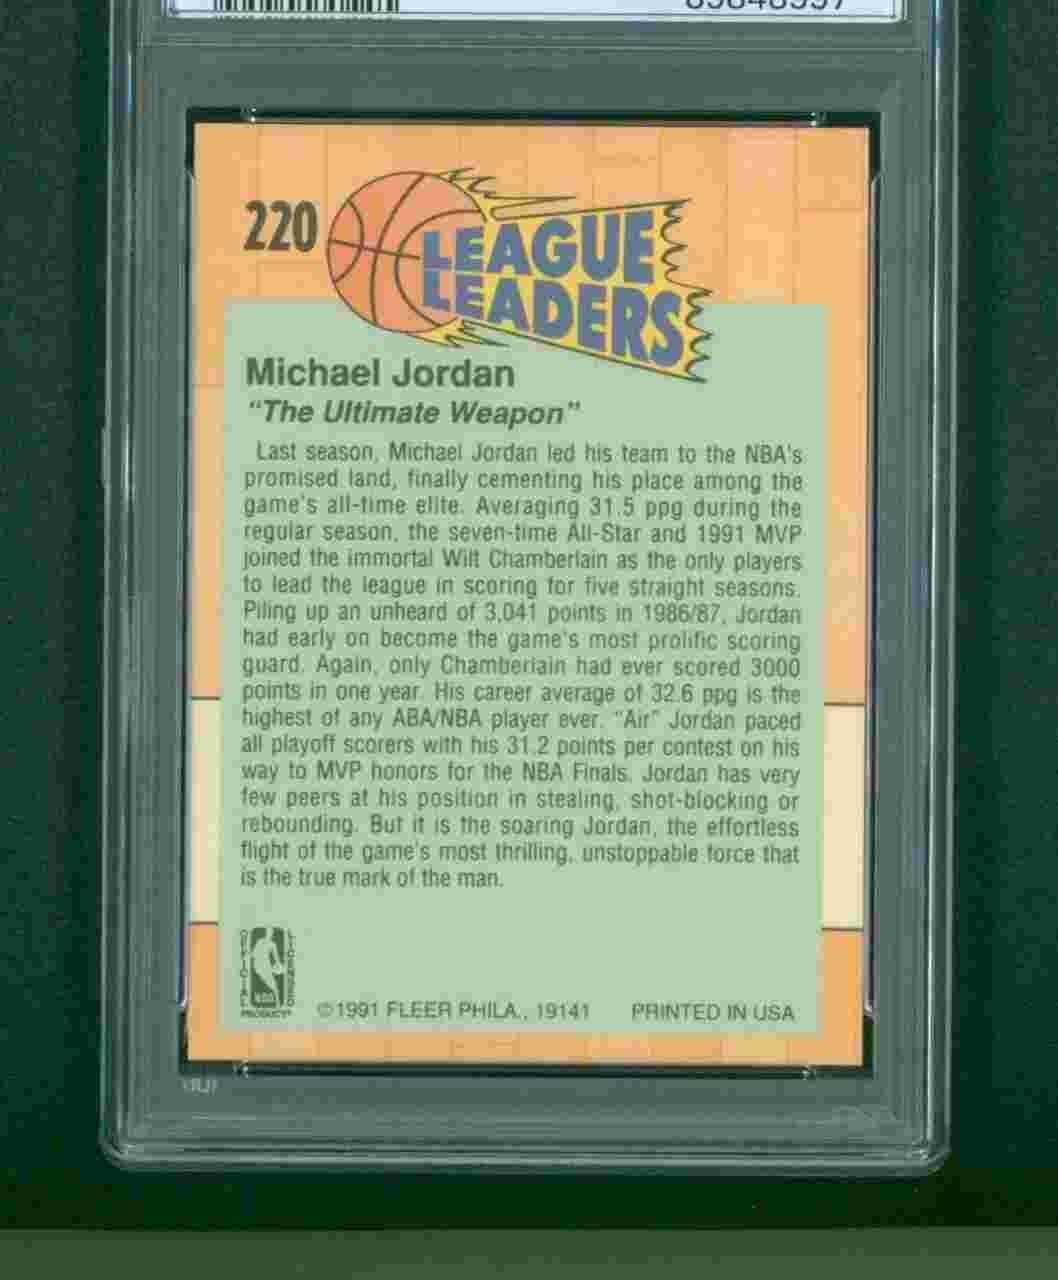 220
LEAGUE
LEADERS
Michael Jordan
"The Ultimate Weapon"
Last season, Michael Jordan led his team to the NBA's
promised land, finally cementing his place among the
game's all-time elite. Averaging 31.5 ppg during the
regular season, the seven-time All-Star and 1991 MVP
joined the immortal Wilt Chamberlain as the only players
to lead the league in scoring for five straight seasons.
Piling up an unheard of 3,041 points in 1986/87, Jordan
had early on become the game's most prolific scoring
guard. Again, only Chamberlain had ever scored 3000
points in one year. His career average of 32.6 ppg is the
highest of any ABA/NBA player ever. "Air" Jordan paced
all playoff scorers with his 31.2 points per contest on his
way to MVP honors for the NBA Finals. Jordan has very
few peers at his position in stealing, shot-blocking or
rebounding. But it is the soaring Jordan, the effortless
flight of the game's most thrilling, unstoppable force that
is the true mark of the man.
OFFICIAL LICENSED
PRODUCT
©1991 FLEER PHILA., 19141 PRINTED IN USA